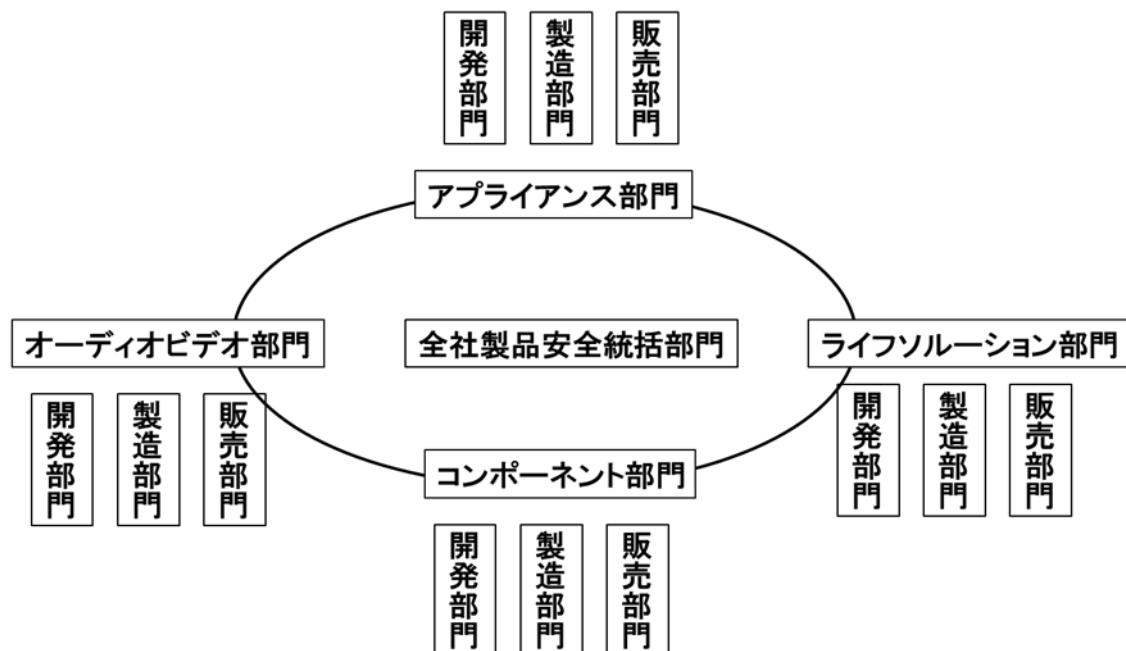 開発部門
製造部門
販売部門
アプライアンス部門
オーディオビデオ部門
全社製品安全統括部門
ライフソルーション部門
開発部門
製造部門
販売部門
開発部門
製造部門
販売部門
コンポーネント部門
開発部門
製造部門
販売部門